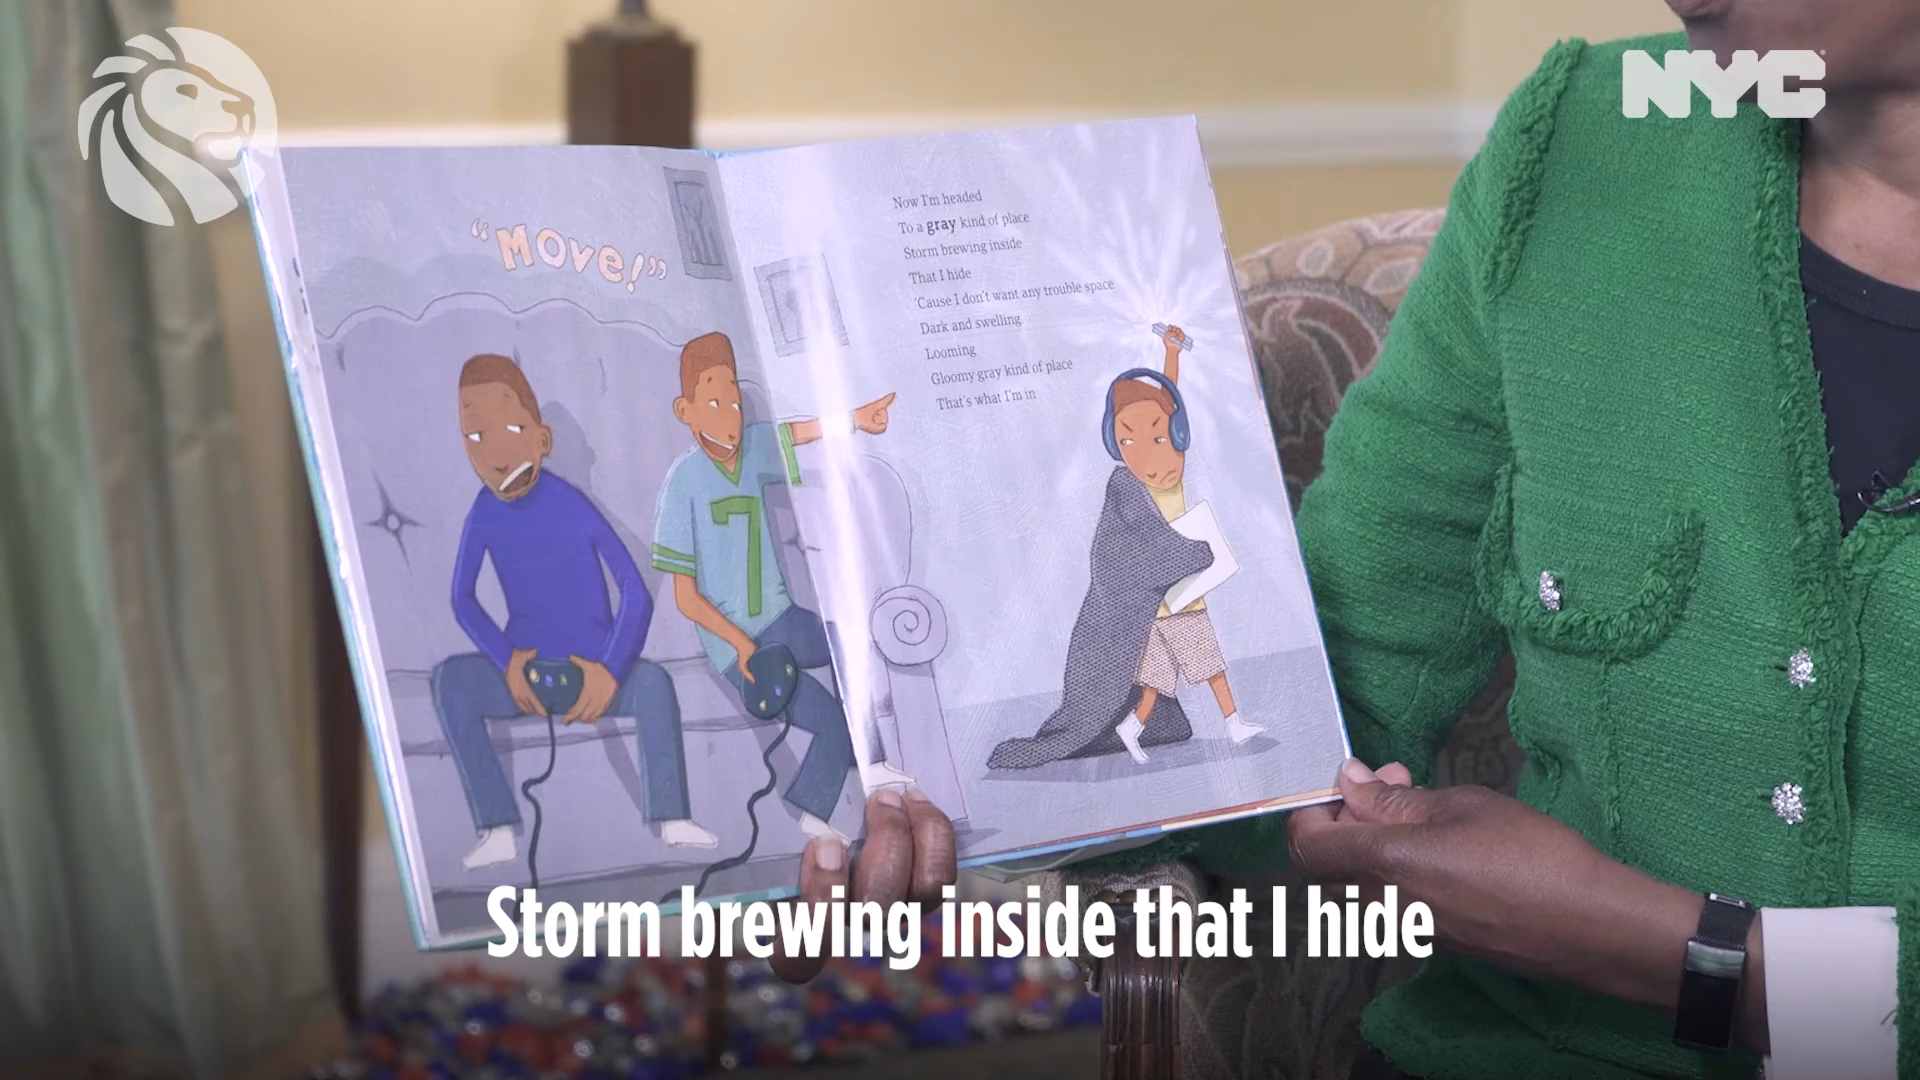 NYC
"Move!"
7
Now I'm headed
To a gray kind of place
Storm brewing inside
That I hide
'Cause I don't want any trouble space
Dark and swelling
Looming
Gloomy gray kind of place
That's what I'm in
Storm brewing inside that I hide